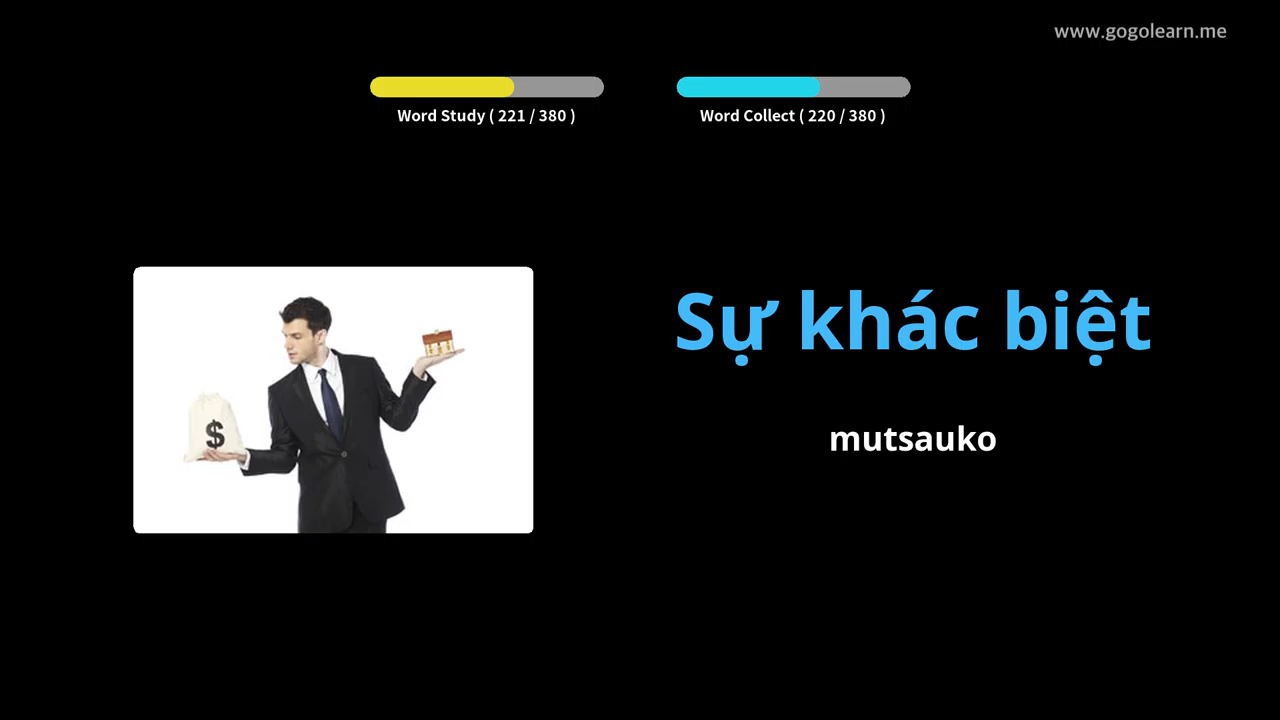 www.gogolearn.me
Word Study ( 221 / 380 )
Word Collect ( 220 / 380 )
Sự khác biệt
$
mutsauko